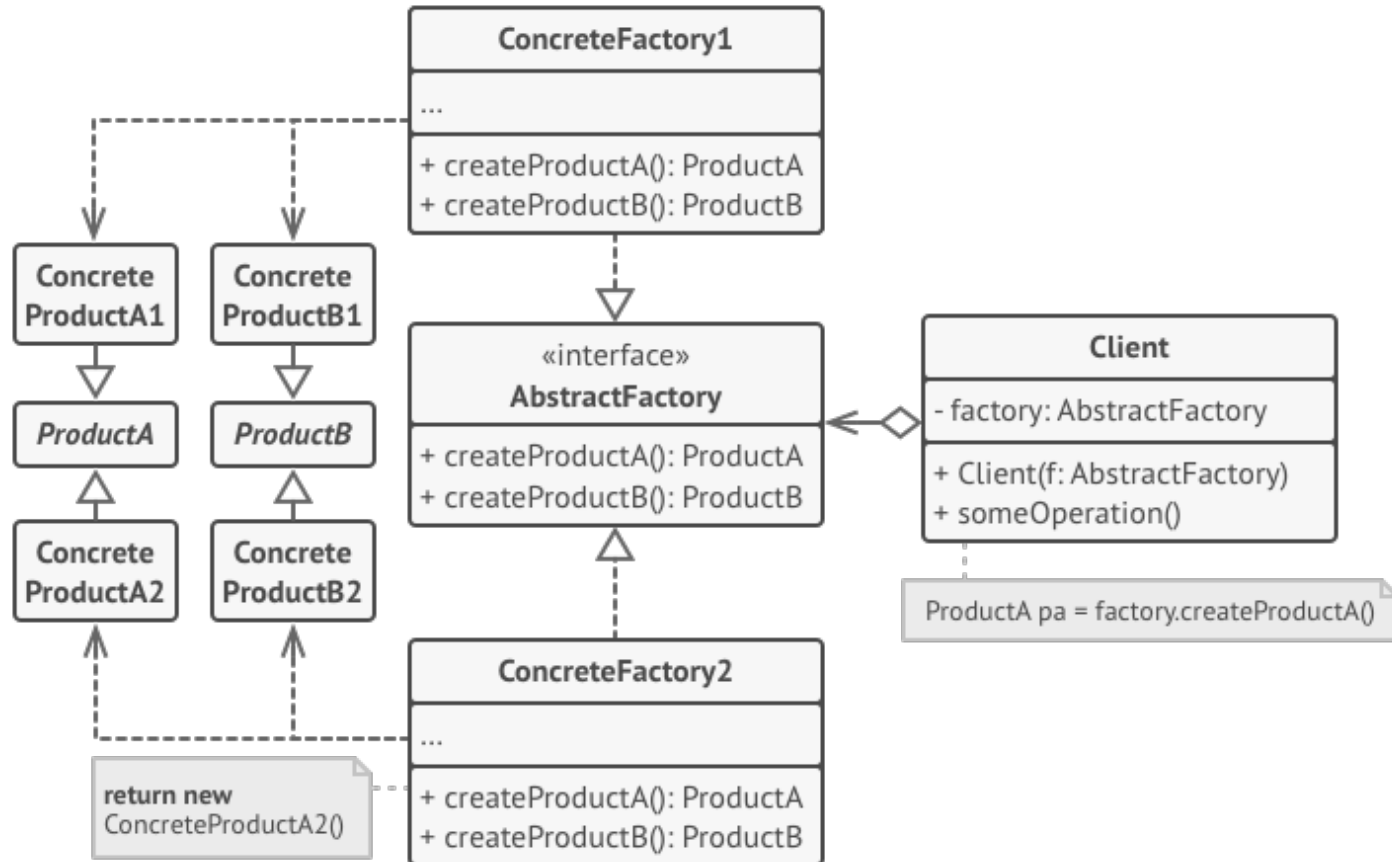 ConcreteFactory1
...
+ createProductA(): ProductA
+ createProductB(): ProductB
Concrete
ProductA1
Concrete
ProductB1
ProductA
ProductB
Concrete
ProductA2
Concrete
ProductB2
«interface»
AbstractFactory
+ createProductA(): ProductA
+ createProductB(): ProductB
Client
- factory: AbstractFactory
+ Client(f: AbstractFactory)
+ someOperation()
ProductA pa = factory.createProductA()
ConcreteFactory2
...
+ createProductA(): ProductA
+ createProductB(): ProductB
return new
ConcreteProductA2()